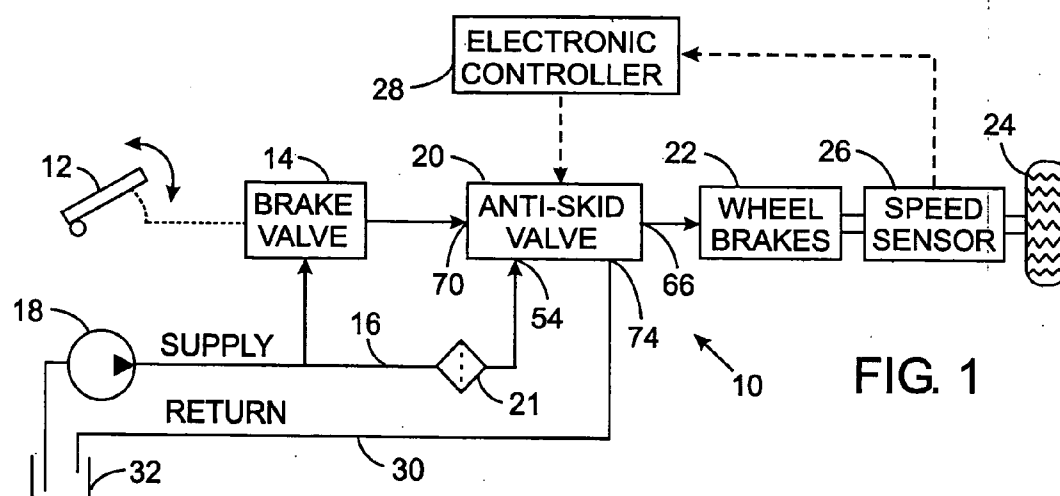 ELECTRONIC
CONTROLLER
28
12
14
BRAKE
VALVE
20
ANTI-SKID
VALVE
22
WHEEL
BRAKES
26
SPEED
SENSOR
24
70
54
66
74
18
SUPPLY
16
21
10
FIG. 1
RETURN
30
32